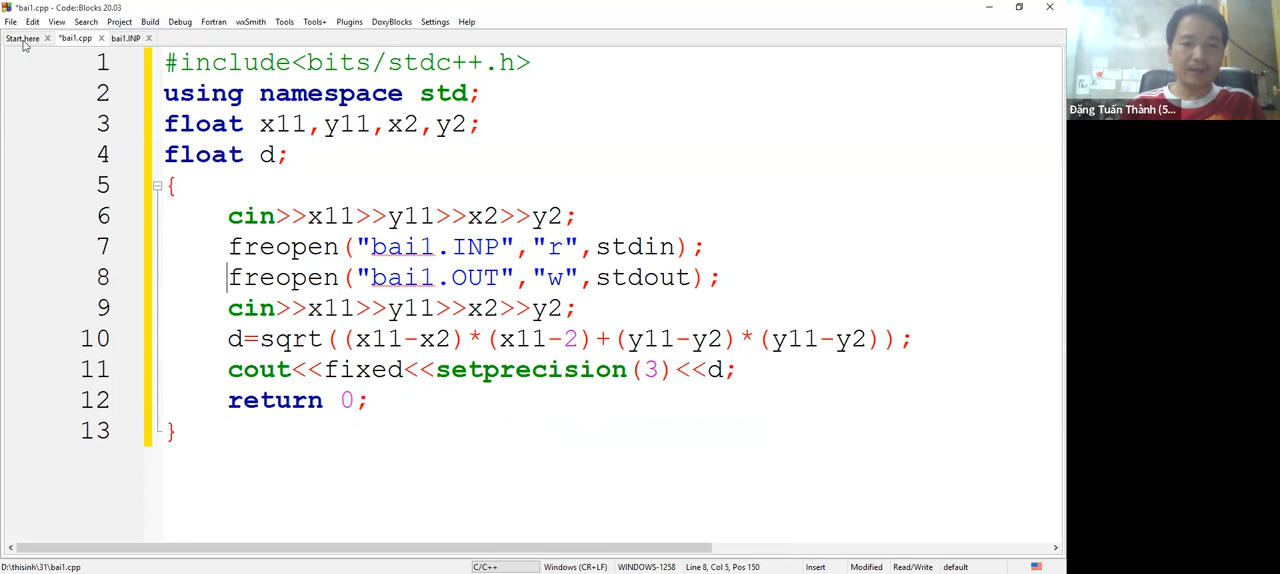 *bai1.cpp - Code::Blocks 20.03
File Edit View Search Project Build Debug Fortran wxSmith Tools Tools+ Plugins DoxyBlocks Settings Help
Start here *bai1.cpp bai1.INP
1 #include<bits/stdc++.h>
2 using namespace std;
3 float x11,y11,x2,y2;
4 float d;
5 {
6 cin>>x11>>y11>>x2>>y2;
7 freopen("bai1.INP","r",stdin);
8 freopen("bai1.OUT","w",stdout);
9 cin>>x11>>y11>>x2>>y2;
10 d=sqrt((x11-x2)*(x11-2)+(y11-y2)*(y11-y2));
11 cout<<fixed<<setprecision(3)<<d;
12 return 0;
13 }
Đặng Tuấn Thành (5...
D:\thisinh\31\bai1.cpp C/C++ Windows (CR+LF) WINDOWS-1258 Line 8, Col 5, Pos 150 Insert Modified Read/Write default